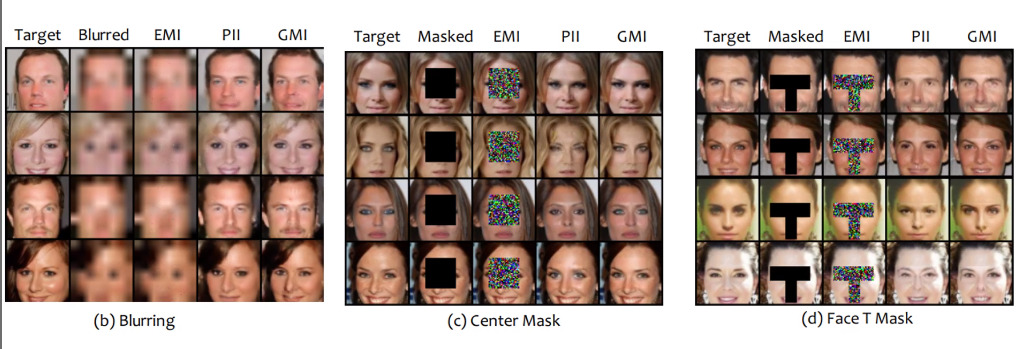 Target Blurred EMI PII GMI
Target Masked EMI PII GMI
Target Masked EMI PII GMI
(b) Blurring
(c) Center Mask
(d) Face T Mask